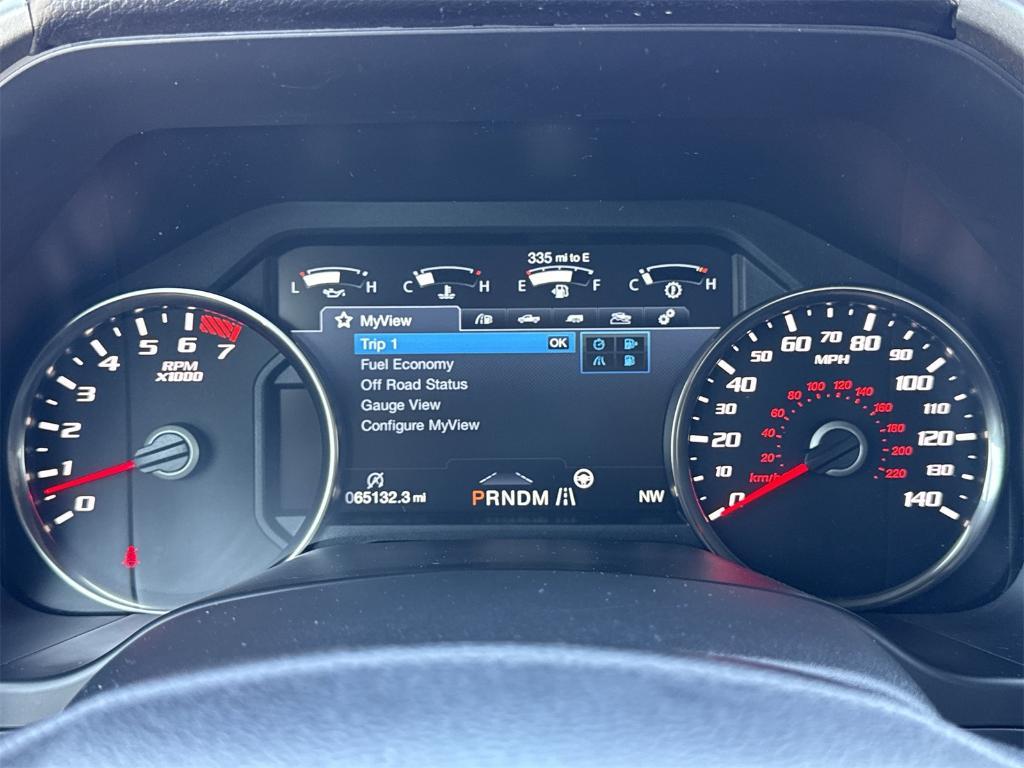 335 mi to E
L H C H E F C H
MyView
Trip 1 OK
Fuel Economy
Off Road Status
Gauge View
Configure MyView
065132.3 mi PRNDM NW
0 1 2 3 4 5 6 7
RPM
X1000
0 10 20 30 40 50 60 70 80 90 100 110 120 130 140
MPH
20 40 60 80 100 120 140 160 180 200 220
km/h